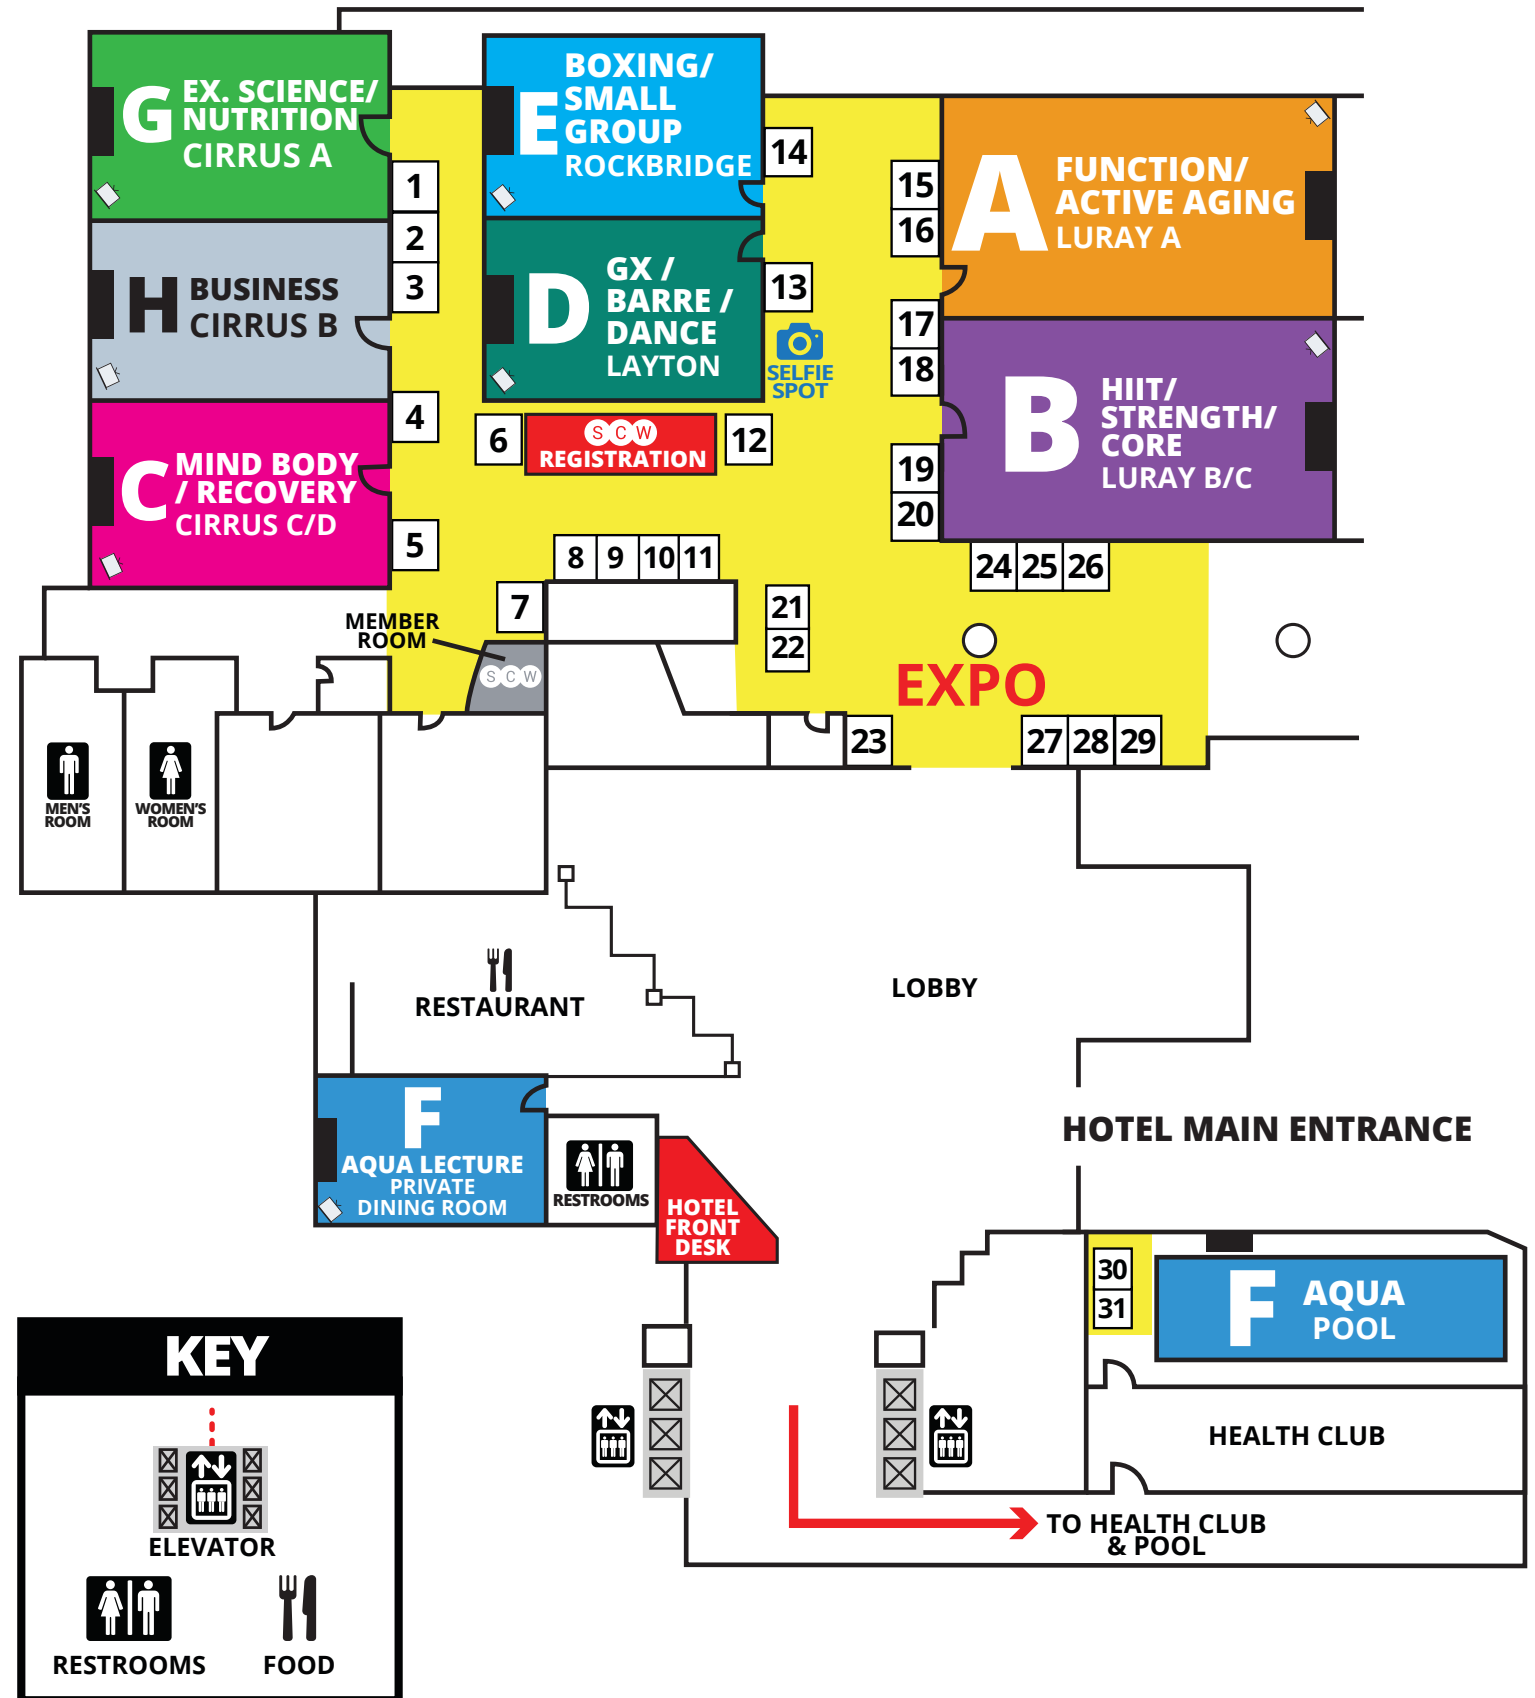 G
EX. SCIENCE/
NUTRITION
CIRRUS A
H
BUSINESS
CIRRUS B
C
MIND BODY
/ RECOVERY
CIRRUS C/D
1
2
3
4
5
E
BOXING/
SMALL
GROUP
ROCKBRIDGE
D
GX /
BARRE /
DANCE
LAYTON
14
13
SELFIE
SPOT
6
S C W
REGISTRATION
12
15
16
17
18
19
20
A
FUNCTION/
ACTIVE AGING
LURAY A
B
HIIT/
STRENGTH/
CORE
LURAY B/C
8 9 10 11
7
MEMBER
ROOM
S C W
21
22
24 25 26
EXPO
23
27 28 29
MEN'S
ROOM
WOMEN'S
ROOM
RESTAURANT
LOBBY
F
AQUA LECTURE
PRIVATE
DINING ROOM
RESTROOMS
HOTEL
FRONT
DESK
HOTEL MAIN ENTRANCE
30
31
F
AQUA
POOL
HEALTH CLUB
TO HEALTH CLUB
& POOL
KEY
ELEVATOR
RESTROOMS
FOOD